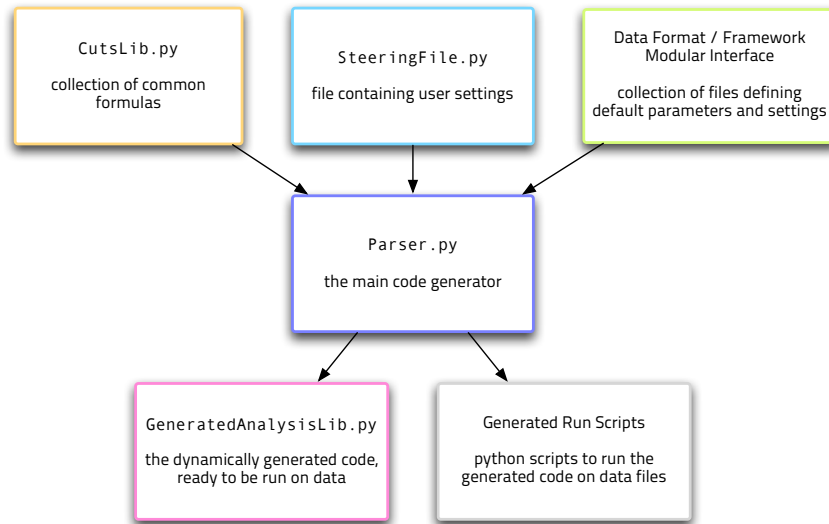 CutsLib.py
collection of common
formulas
SteeringFile.py
file containing user settings
Data Format / Framework
Modular Interface
collection of files defining
default parameters and settings
Parser.py
the main code generator
GeneratedAnalysisLib.py
the dynamically generated code,
ready to be run on data
Generated Run Scripts
python scripts to run the
generated code on data files